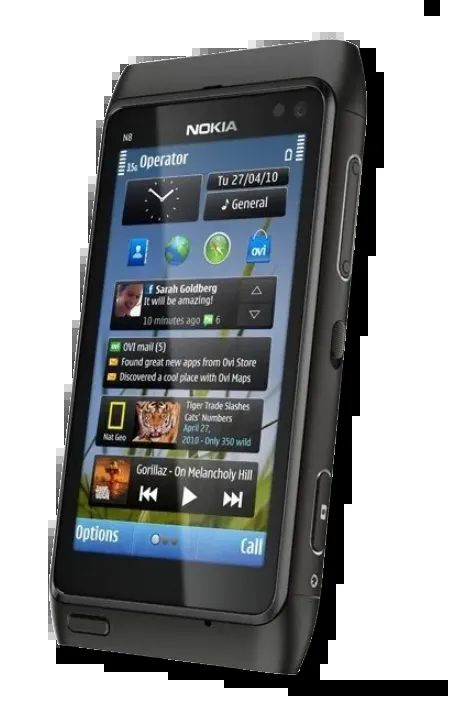 N8
NOKIA
3.5G Operator
Tu 27/04/10
General
ovi
Sarah Goldberg
It will be amazing!
10 minutes ago 6
OVI mail (5)
Found great new apps from Ovi Store
Discovered a cool place with Ovi Maps
Nat Geo
Tiger Trade Slashes
Cats' Numbers
April 27,
2010 - Only 350 wild
Gorillaz - On Melancholy Hill
Options
Call